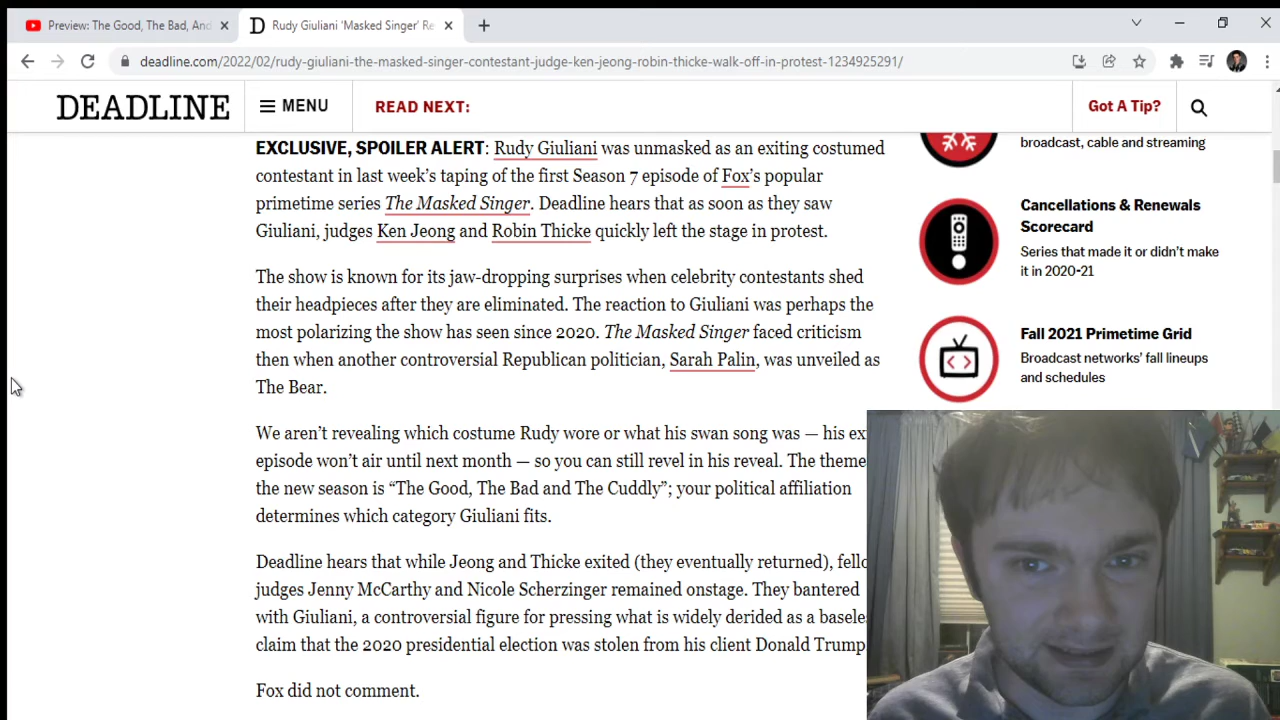 Preview: The Good, The Bad, And
Rudy Giuliani 'Masked Singer' Re
deadline.com/2022/02/rudy-giuliani-the-masked-singer-contestant-judge-ken-jeong-robin-thicke-walk-off-in-protest-1234925291/
DEADLINE
MENU
READ NEXT:
Got A Tip?
EXCLUSIVE, SPOILER ALERT: Rudy Giuliani was unmasked as an exiting costumed
contestant in last week's taping of the first Season 7 episode of Fox's popular
primetime series The Masked Singer. Deadline hears that as soon as they saw
Giuliani, judges Ken Jeong and Robin Thicke quickly left the stage in protest.
The show is known for its jaw-dropping surprises when celebrity contestants shed
their headpieces after they are eliminated. The reaction to Giuliani was perhaps the
most polarizing the show has seen since 2020. The Masked Singer faced criticism
then when another controversial Republican politician, Sarah Palin, was unveiled as
The Bear.
We aren't revealing which costume Rudy wore or what his swan song was — his ex
episode won't air until next month — so you can still revel in his reveal. The theme
the new season is “The Good, The Bad and The Cuddly”; your political affiliation
determines which category Giuliani fits.
Deadline hears that while Jeong and Thicke exited (they eventually returned), fello
judges Jenny McCarthy and Nicole Scherzinger remained onstage. They bantered
with Giuliani, a controversial figure for pressing what is widely derided as a basele
claim that the 2020 presidential election was stolen from his client Donald Trump
Fox did not comment.
broadcast, cable and streaming
Cancellations & Renewals
Scorecard
Series that made it or didn't make
it in 2020-21
Fall 2021 Primetime Grid
Broadcast networks' fall lineups
and schedules